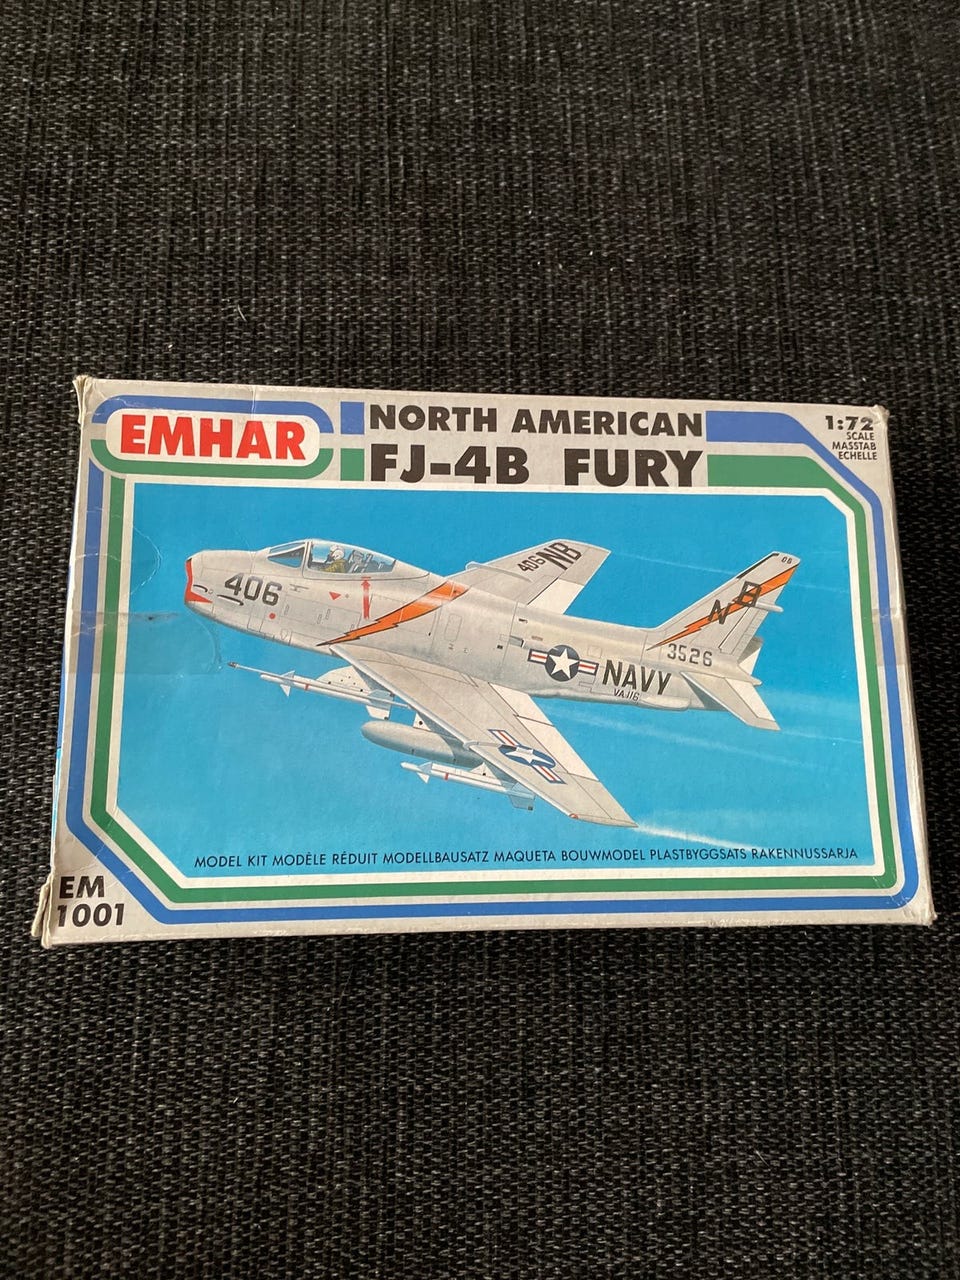 EMHAR
NORTH AMERICAN
FJ-4B FURY
1:72
SCALE
MASSTAB
ECHELLE
406
406 NB
06
NB
3526
NAVY
MODEL KIT MODÈLE RÉDUIT MODELLBAUSATZ MAQUETA BOUWMODEL PLASTBYGGSATS RAKENNUSSARJA
EM
1001